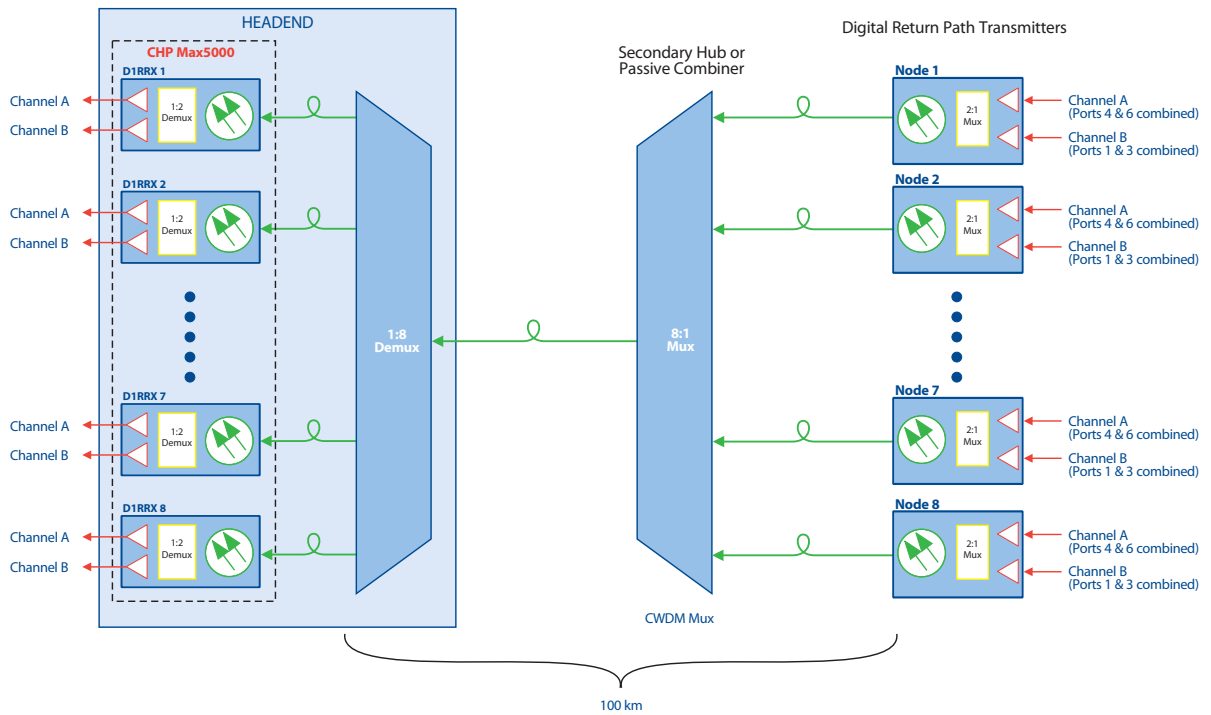 HEADEND
CHP Max5000
D1RRX 1
Channel A
Channel B
1:2
Demux
D1RRX 2
Channel A
Channel B
1:2
Demux
D1RRX 7
Channel A
Channel B
1:2
Demux
D1RRX 8
Channel A
Channel B
1:2
Demux
1:8
Demux
Secondary Hub or
Passive Combiner
8:1
Mux
CWDM Mux
Digital Return Path Transmitters
Node 1
2:1
Mux
Channel A
(Ports 4 & 6 combined)
Channel B
(Ports 1 & 3 combined)
Node 2
2:1
Mux
Channel A
(Ports 4 & 6 combined)
Channel B
(Ports 1 & 3 combined)
Node 7
2:1
Mux
Channel A
(Ports 4 & 6 combined)
Channel B
(Ports 1 & 3 combined)
Node 8
2:1
Mux
Channel A
(Ports 4 & 6 combined)
Channel B
(Ports 1 & 3 combined)
100 km